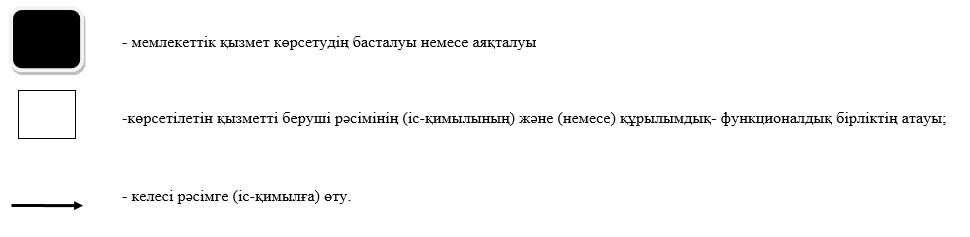 - мемлекеттік қызмет көрсетудің басталуы немесе аяқталуы
-көрсетілетін қызметті беруші рәсімінің (іс-қимылының) және (немесе) құрылымдық- функционалдық бірліктің атауы;
- келесі рәсімге (іс-қимылға) өту.